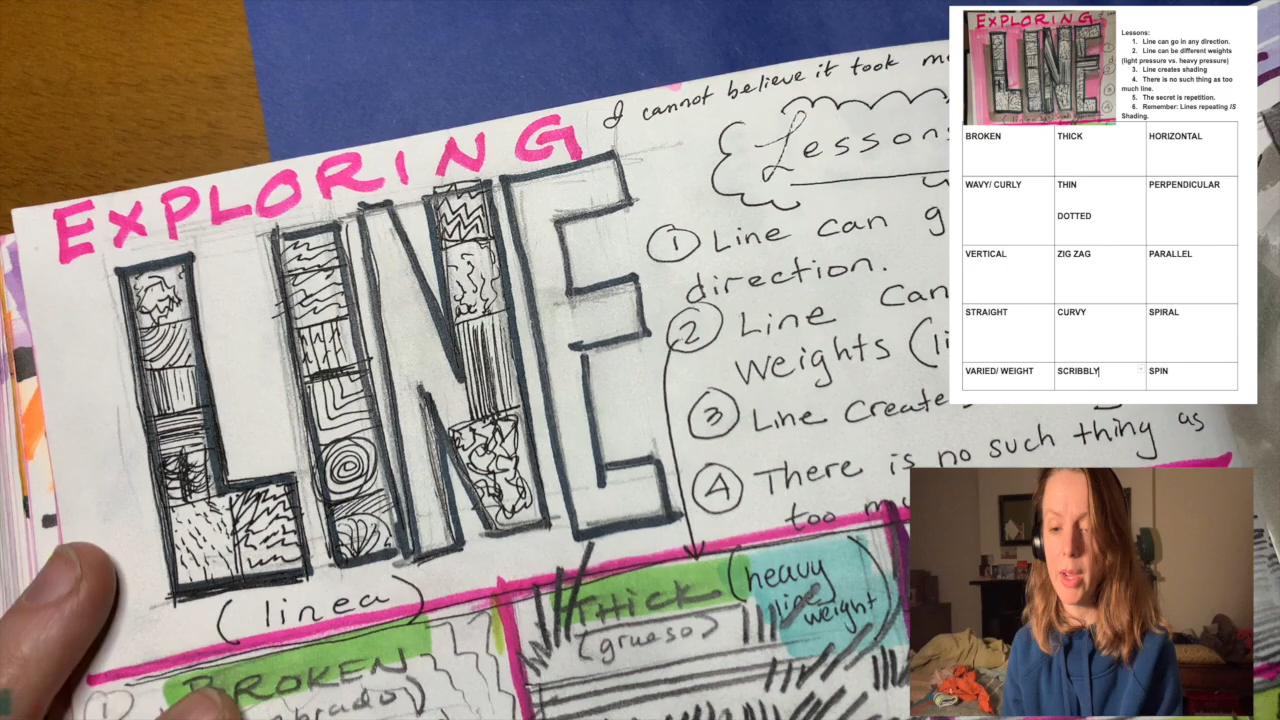 I cannot believe it took
EXPLORING
LINE
(linea)
Lessons
① Line can g
direction.
② Line Can
Weights (li
③ Line Create
④ There is no such thing as
too m
THICK
(grueso)
(heavy
line
weight)
BROKEN
brado)
①
EXPLORING
LINE
Lessons:
1. Line can go in any direction.
2. Line can be different weights
(light pressure vs. heavy pressure)
3. Line creates shading
4. There is no such thing as too
much line.
5. The secret is repetition.
6. Remember: Lines repeating IS
Shading.
BROKEN THICK HORIZONTAL
WAVY/ CURLY THIN PERPENDICULAR
DOTTED
VERTICAL ZIG ZAG PARALLEL
STRAIGHT CURVY SPIRAL
VARIED/ WEIGHT SCRIBBLY SPIN